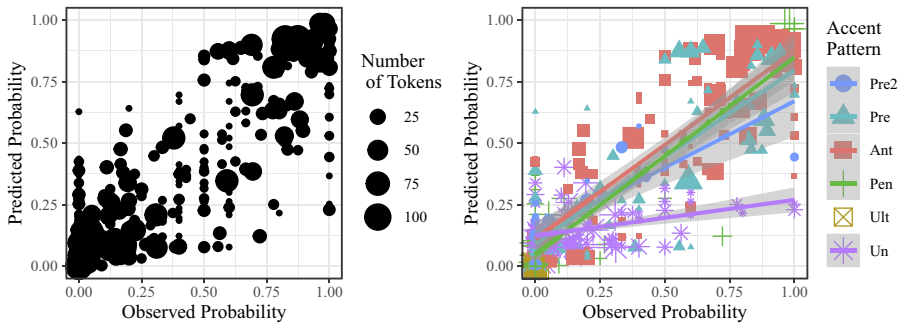 1.00
0.75
0.50
0.25
0.00
Predicted Probability
0.00 0.25 0.50 0.75 1.00
Observed Probability
Number
of Tokens
25
50
75
100
1.00
0.75
0.50
0.25
0.00
Predicted Probability
0.00 0.25 0.50 0.75 1.00
Observed Probability
Accent
Pattern
Pre2
Pre
Ant
Pen
Ult
Un